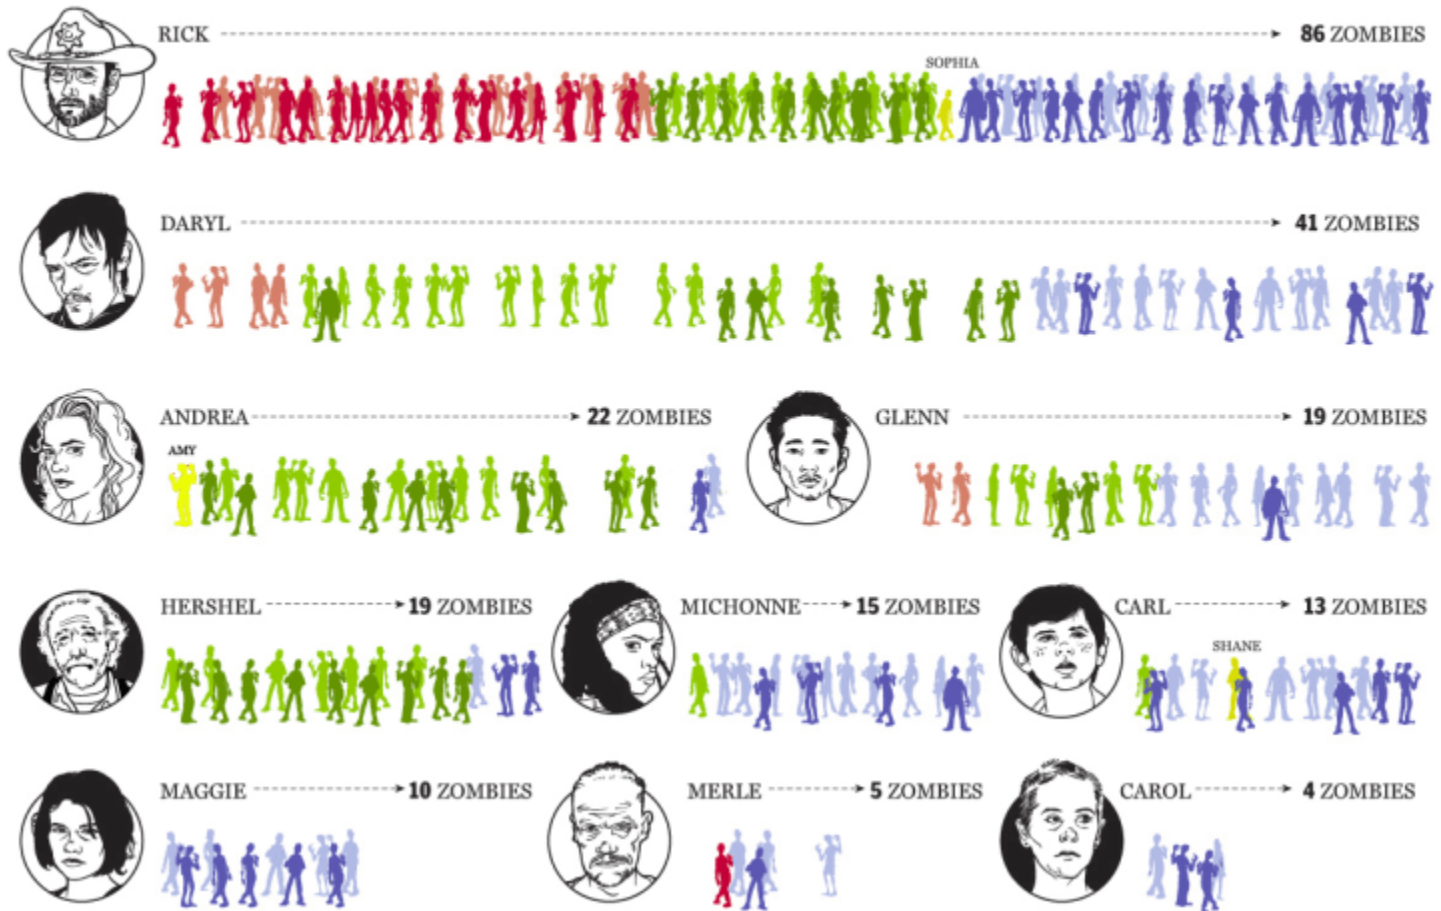 RICK 86 ZOMBIES
SOPHIA
DARYL 41 ZOMBIES
ANDREA 22 ZOMBIES
AMY
GLENN 19 ZOMBIES
HERSHEL 19 ZOMBIES
MICHONNE 15 ZOMBIES
CARL 13 ZOMBIES
SHANE
MAGGIE 10 ZOMBIES
MERLE 5 ZOMBIES
CAROL 4 ZOMBIES